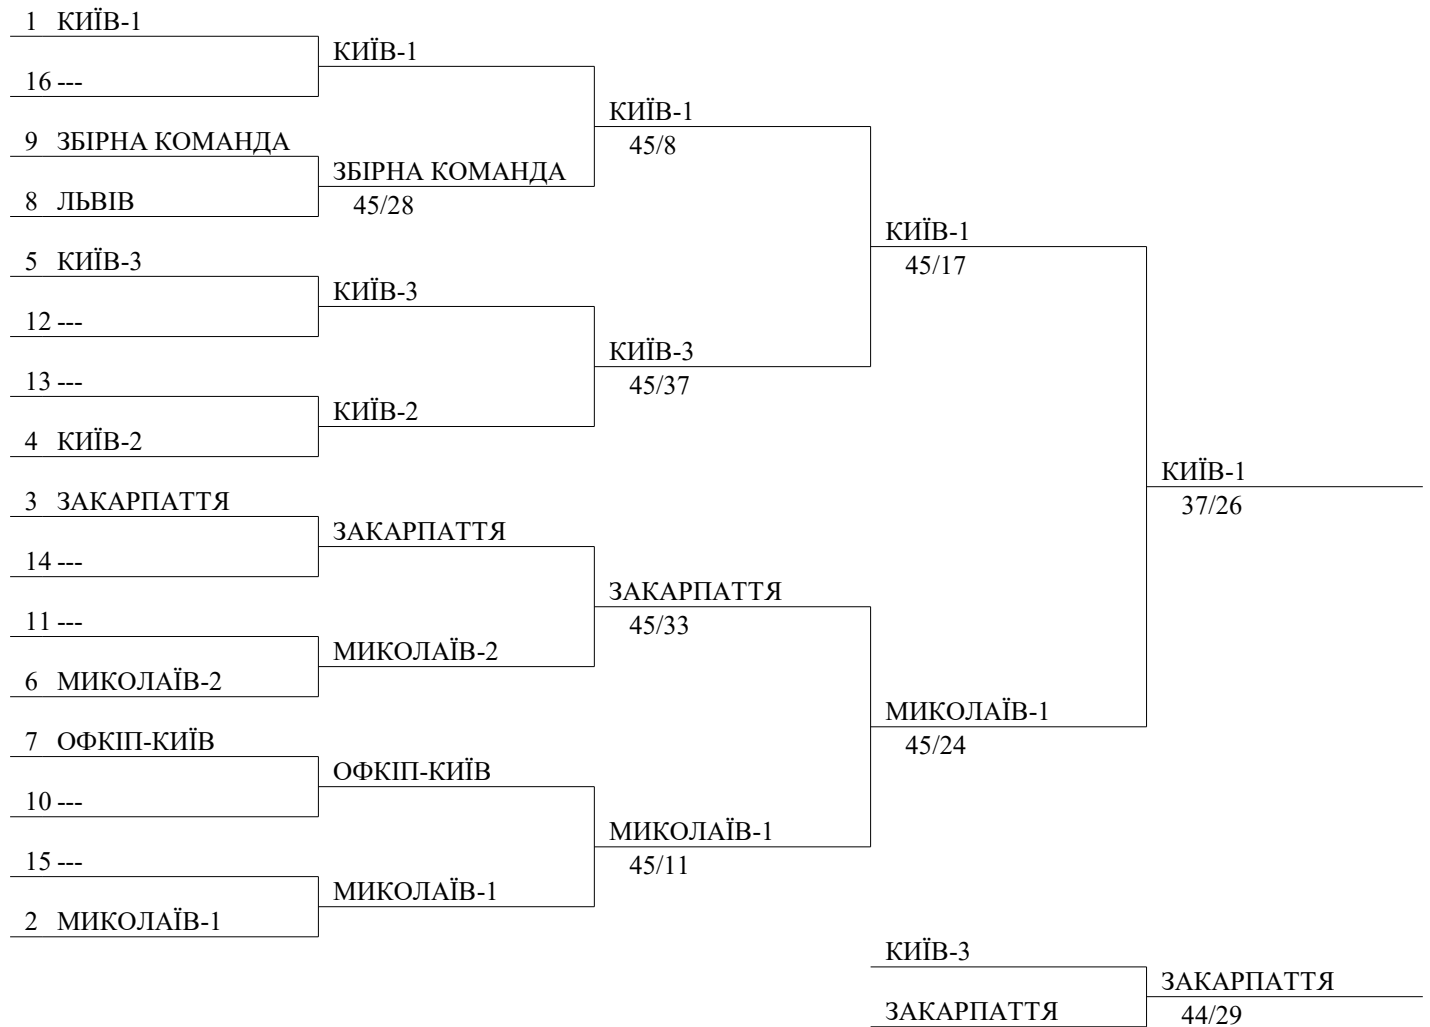 1 КИЇВ-1
16 ---
9 ЗБІРНА КОМАНДА
8 ЛЬВІВ
5 КИЇВ-3
12 ---
13 ---
4 КИЇВ-2
3 ЗАКАРПАТТЯ
14 ---
11 ---
6 МИКОЛАЇВ-2
7 ОФКІП-КИЇВ
10 ---
15 ---
2 МИКОЛАЇВ-1
КИЇВ-1
ЗБІРНА КОМАНДА
45/28
КИЇВ-3
КИЇВ-2
ЗАКАРПАТТЯ
МИКОЛАЇВ-2
ОФКІП-КИЇВ
МИКОЛАЇВ-1
КИЇВ-1
45/8
КИЇВ-3
45/37
ЗАКАРПАТТЯ
45/33
МИКОЛАЇВ-1
45/11
КИЇВ-1
45/17
МИКОЛАЇВ-1
45/24
КИЇВ-1
37/26
КИЇВ-3
ЗАКАРПАТТЯ
ЗАКАРПАТТЯ
44/29